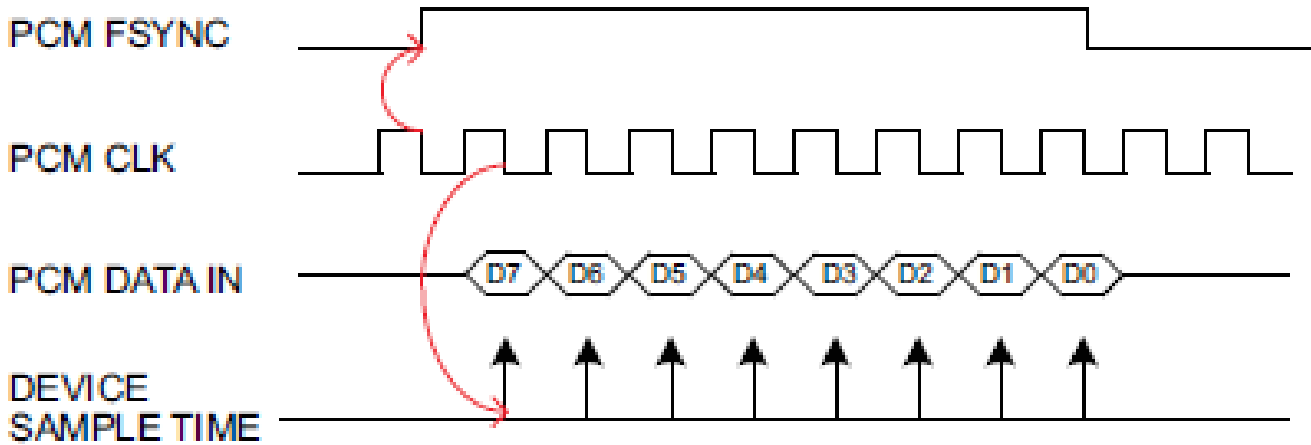 PCM FSYNC
PCM CLK
PCM DATA IN
D7 D6 D5 D4 D3 D2 D1 D0
DEVICE
SAMPLE TIME